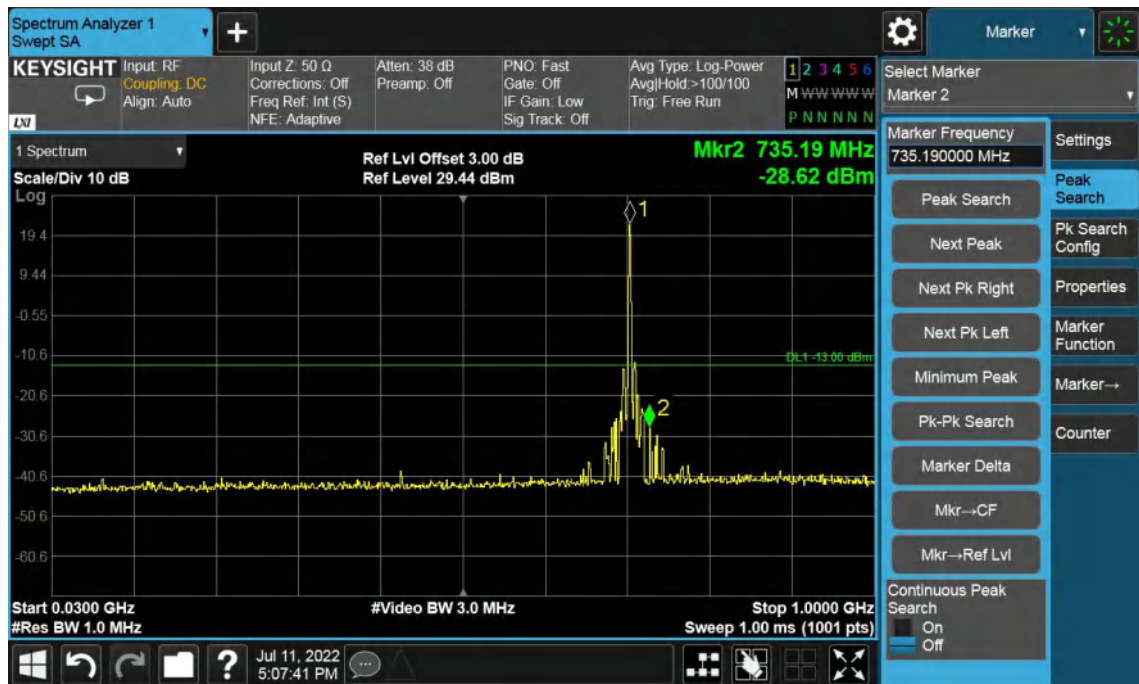 Spectrum Analyzer 1
Swept SA
+
Marker
KEYSIGHT
LXI
Input: RF
Coupling: DC
Align: Auto
Input Z: 50 Ω
Corrections: Off
Freq Ref: Int (S)
NFE: Adaptive
Atten: 38 dB
Preamp: Off
PNO: Fast
Gate: Off
IF Gain: Low
Sig Track: Off
Avg Type: Log-Power
Avg|Hold:>100/100
Trig: Free Run
1 2 3 4 5 6
M W W W W W
P N N N N N
Select Marker
Marker 2
1 Spectrum
Scale/Div 10 dB
Log
Ref Lvl Offset 3.00 dB
Ref Level 29.44 dBm
Mkr2 735.19 MHz
-28.62 dBm
1
19.4
9.44
-0.55
-10.6
DL1 -13.00 dBm
-20.6
2
-30.6
-40.6
-50.6
-60.6
Start 0.0300 GHz
#Res BW 1.0 MHz
#Video BW 3.0 MHz
Stop 1.0000 GHz
Sweep 1.00 ms (1001 pts)
Marker Frequency
735.190000 MHz
Peak Search
Next Peak
Next Pk Right
Next Pk Left
Minimum Peak
Pk-Pk Search
Marker Delta
Mkr→CF
Mkr→Ref Lvl
Continuous Peak
Search
On
Off
Settings
Peak
Search
Pk Search
Config
Properties
Marker
Function
Marker→
Counter
?
Jul 11, 2022
5:07:41 PM